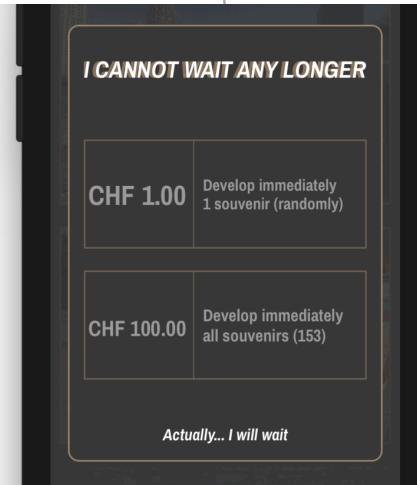 I CANNOT WAIT ANY LONGER
CHF 1.00
Develop immediately
1 souvenir (randomly)
CHF 100.00
Develop immediately
all souvenirs (153)
Actually... I will wait